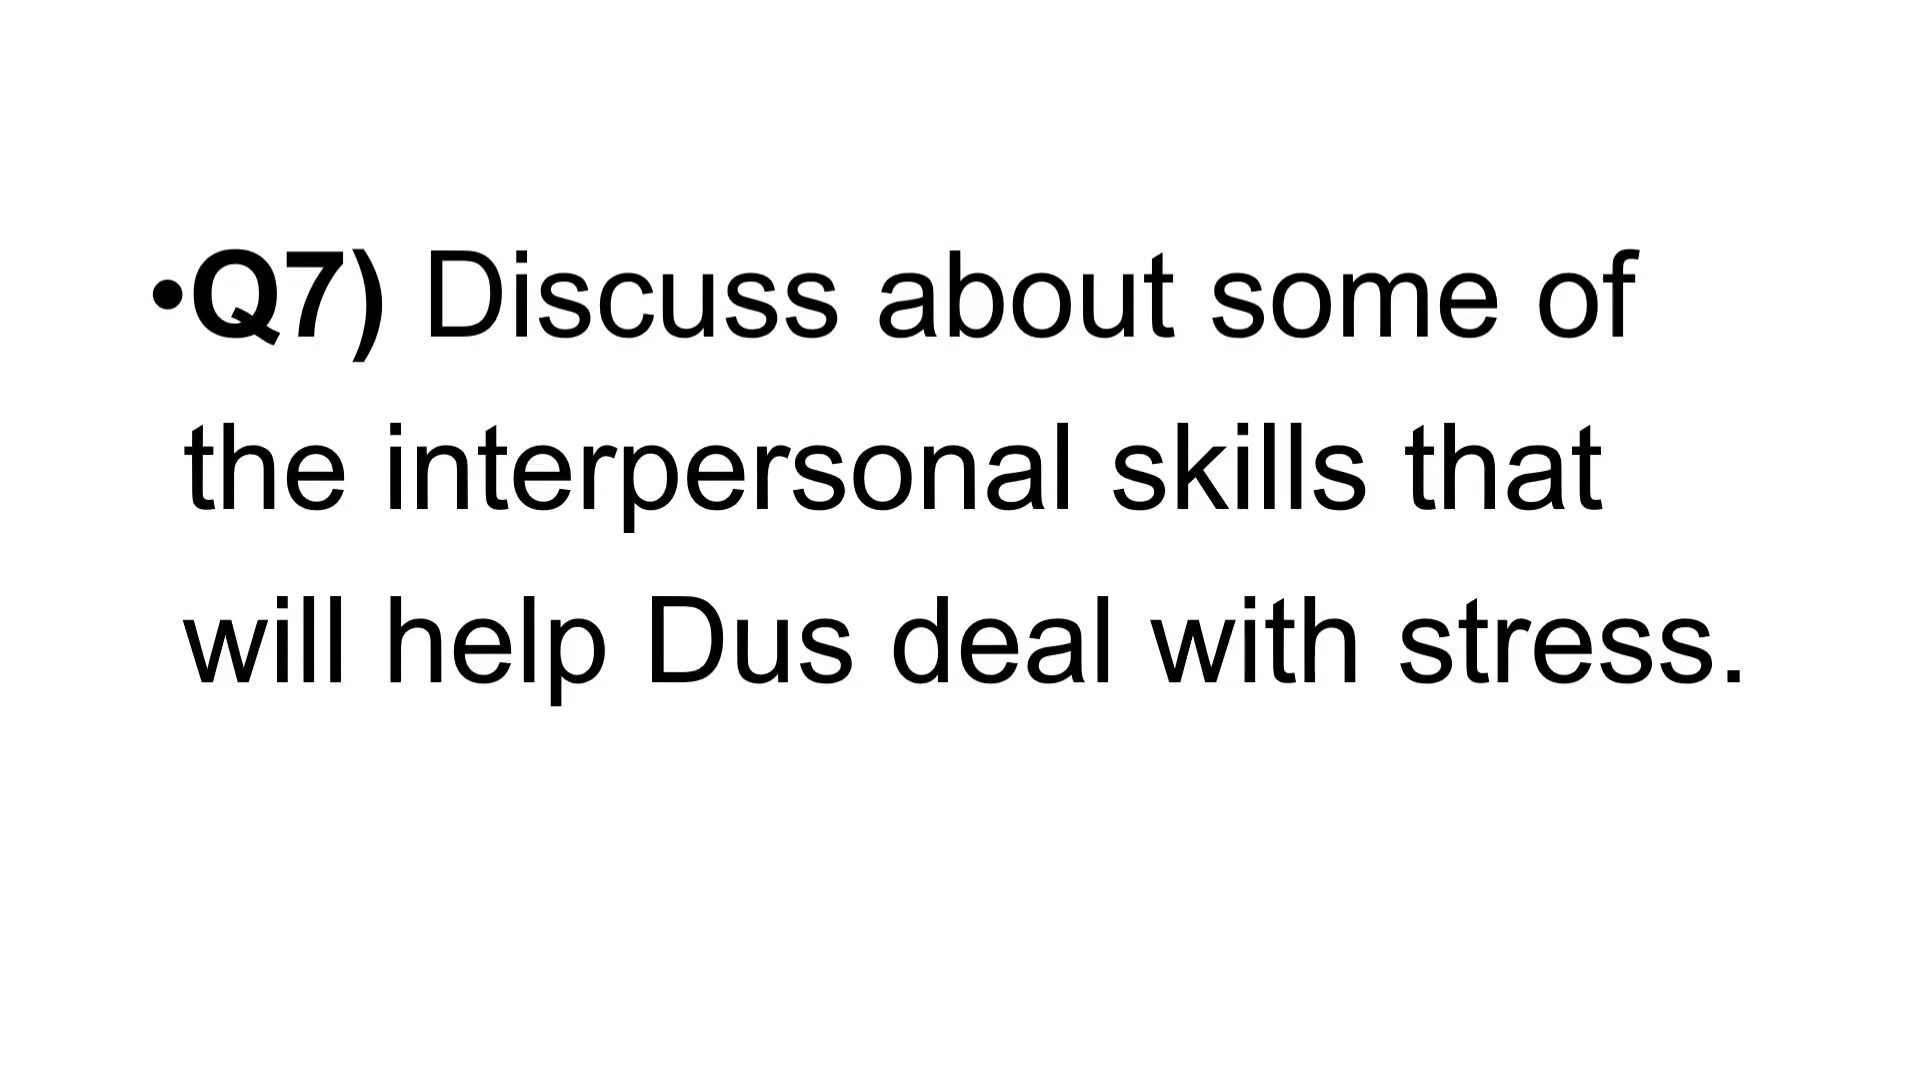 •Q7) Discuss about some of
the interpersonal skills that
will help Dus deal with stress.